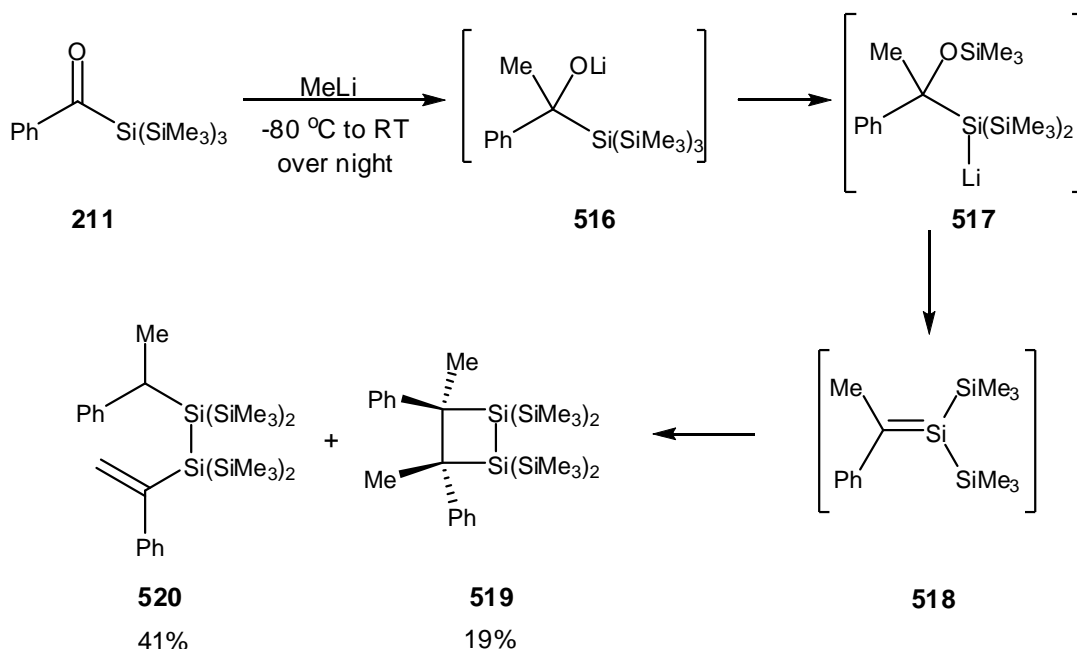 O
Ph
Si(SiMe3)3
211
MeLi
-80 oC to RT
over night
Me
OLi
Ph
Si(SiMe3)3
516
Me
OSiMe3
Ph
Si(SiMe3)2
Li
517
Me
SiMe3
Si
Ph
SiMe3
518
Me
Ph
Si(SiMe3)2
Si(SiMe3)2
Ph
520
41%
+
Me
Ph
Si(SiMe3)2
Si(SiMe3)2
Me
Ph
519
19%